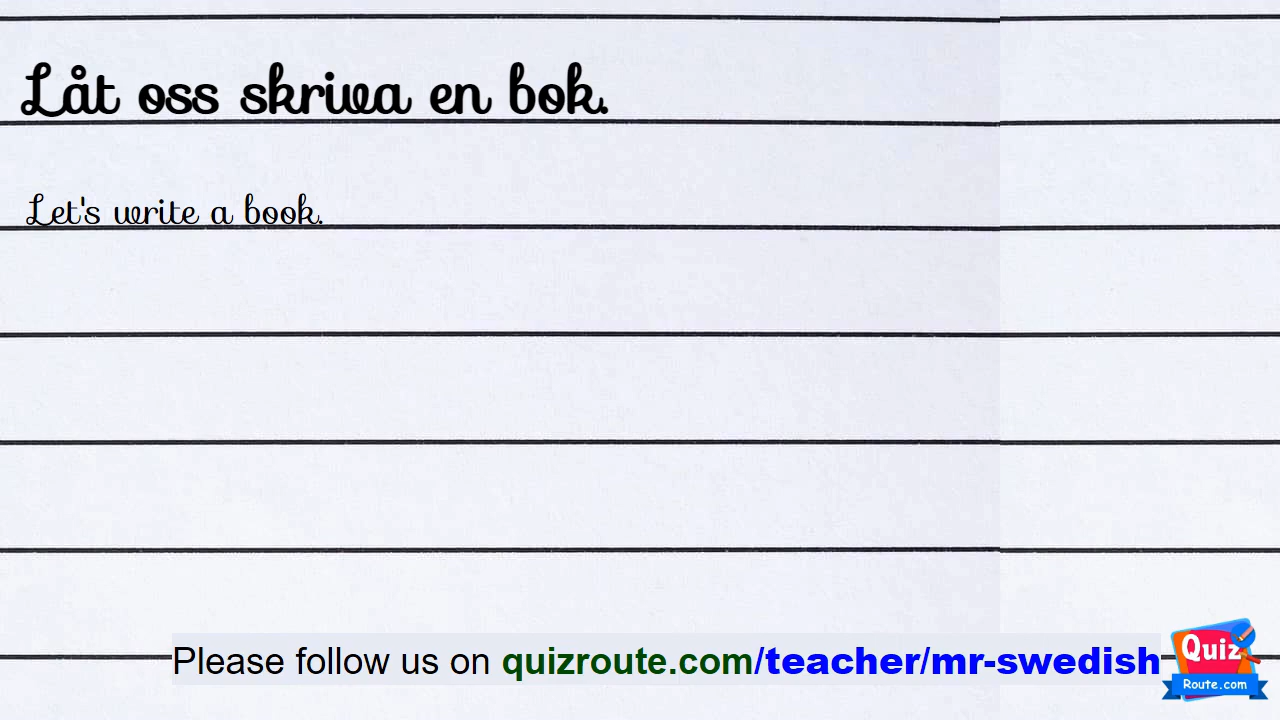 Låt oss skriva en bok.
Let's write a book.
Please follow us on quizroute.com/teacher/mr-swedish
Quiz
Route.com